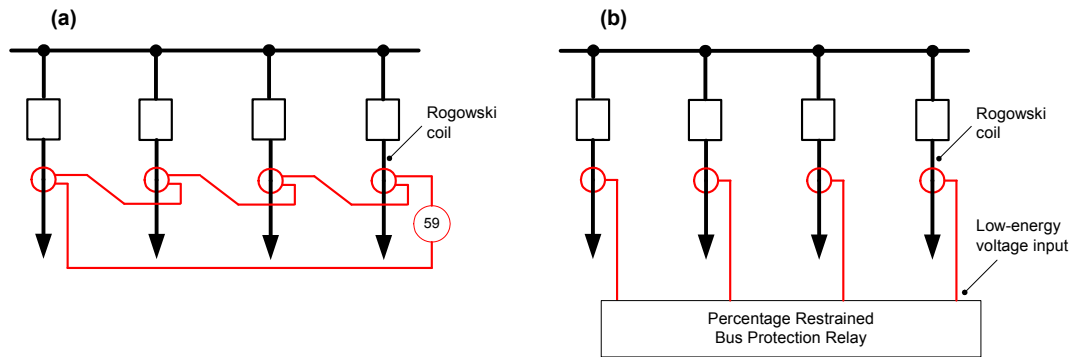 (a)
Rogowski
coil
59
(b)
Rogowski
coil
Low-energy
voltage input
Percentage Restrained
Bus Protection Relay